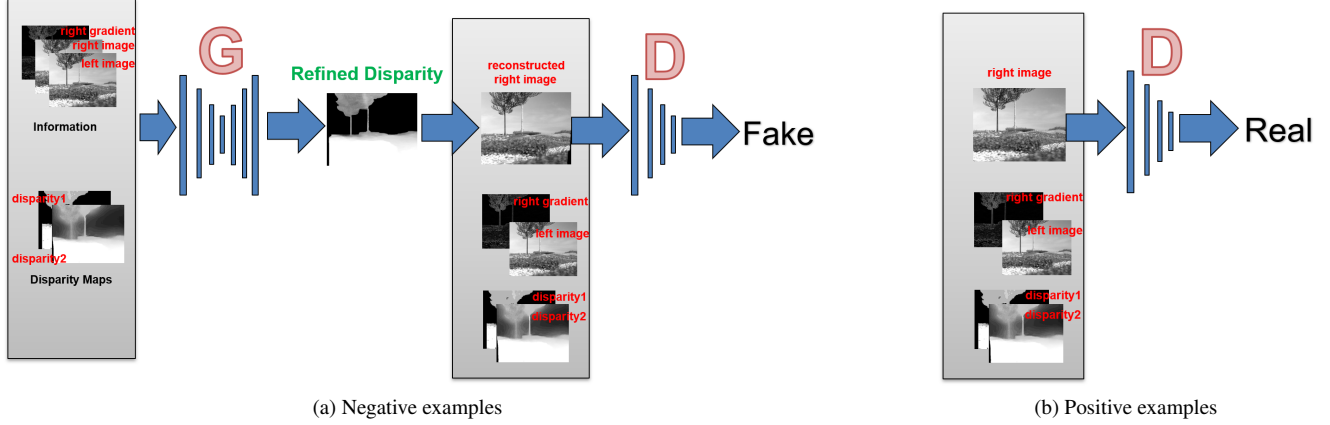 right gradient
right image
left image
Information
disparity1
disparity2
Disparity Maps
G
Refined Disparity
reconstructed
right image
right gradient
left image
disparity1
disparity2
D
Fake
(a) Negative examples
right image
right gradient
left image
disparity1
disparity2
D
Real
(b) Positive examples